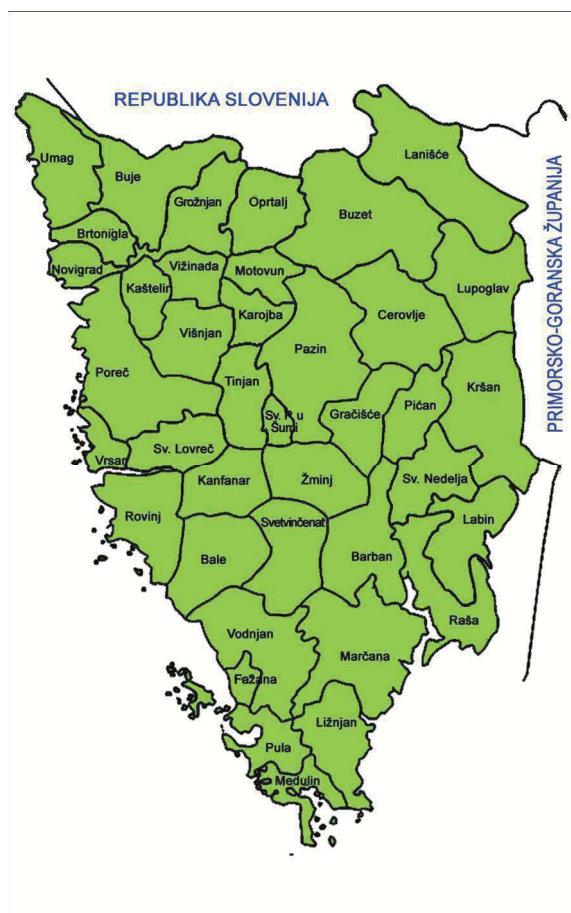 REPUBLIKA SLOVENIJA
PRIMORSKO-GORANSKA ŽUPANIJA
Lanišće
Umag
Buje
Grožnjan
Oprtalj
Buzet
Brtonigla
Novigrad
Vižinada
Motovun
Kaštelir
Lupoglav
Karojba
Cerovlje
Višnjan
Pazin
Poreč
Tinjan
Kršan
Sv. P. u
Šumi
Gračišće
Pićan
Vrsar
Sv. Lovreč
Kanfanar
Žminj
Sv. Nedelja
Rovinj
Svetvinčenat
Labin
Bale
Barban
Raša
Vodnjan
Marčana
Fažana
Ližnjan
Pula
Medulin